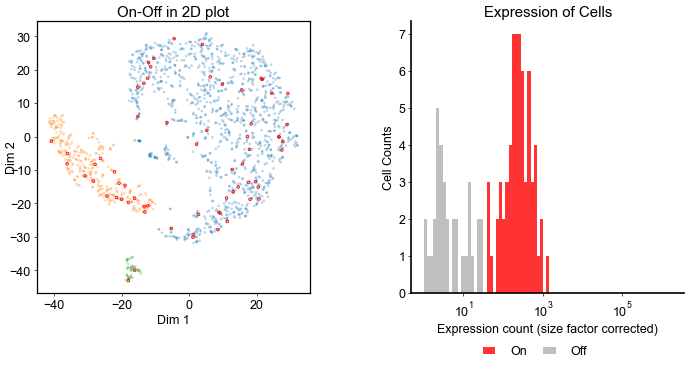 On-Off in 2D plot
30
20
10
0
−10
−20
−30
−40
Dim 2
−40 −20 0 20
Dim 1
Expression of Cells
7
6
5
4
3
2
1
0
Cell Counts
10^1 10^3 10^5
Expression count (size factor corrected)
On Off